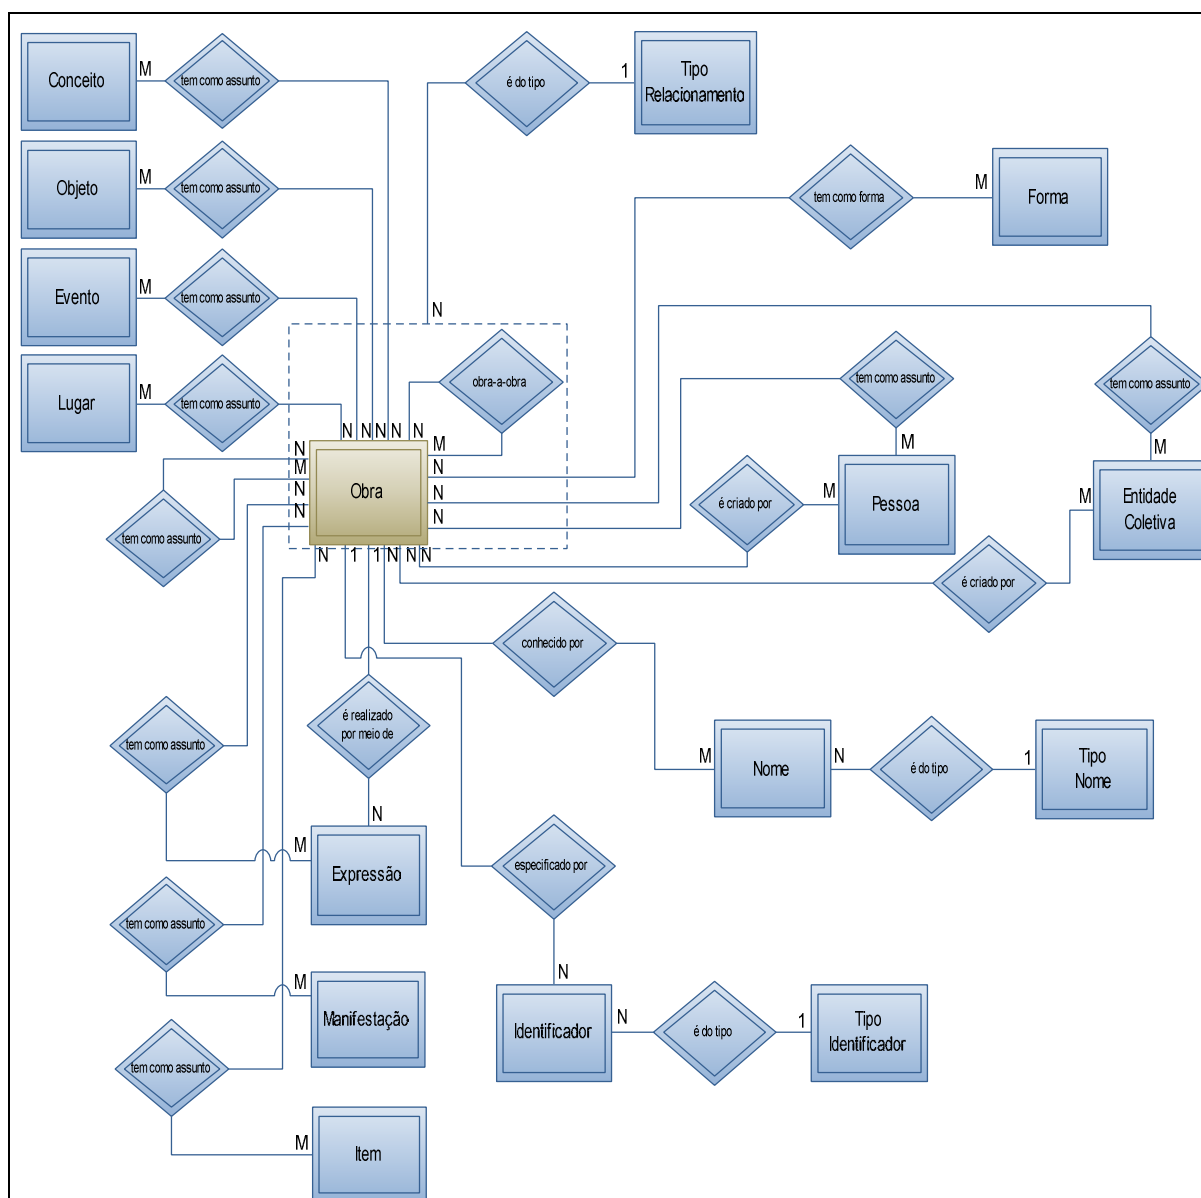 Conceito
M
tem como assunto
é do tipo
1
Tipo
Relacionamento
Objeto
M
tem como assunto
tem como forma
M
Forma
Evento
M
tem como assunto
N
Lugar
M
tem como assunto
obra-a-obra
tem como assunto
tem como assunto
N
N
N
N
N
M
N
N
N
Obra
N
M
N
N
N
1
1
N
N
N
tem como assunto
é criado por
M
M
Pessoa
M
M
Entidade
Coletiva
é criado por
conhecido por
é realizado
por meio de
tem como assunto
M
Nome
N
é do tipo
1
Tipo
Nome
N
M
Expressão
especificado por
tem como assunto
M
Manifestação
N
Identificador
N
é do tipo
1
Tipo
Identificador
tem como assunto
M
Item